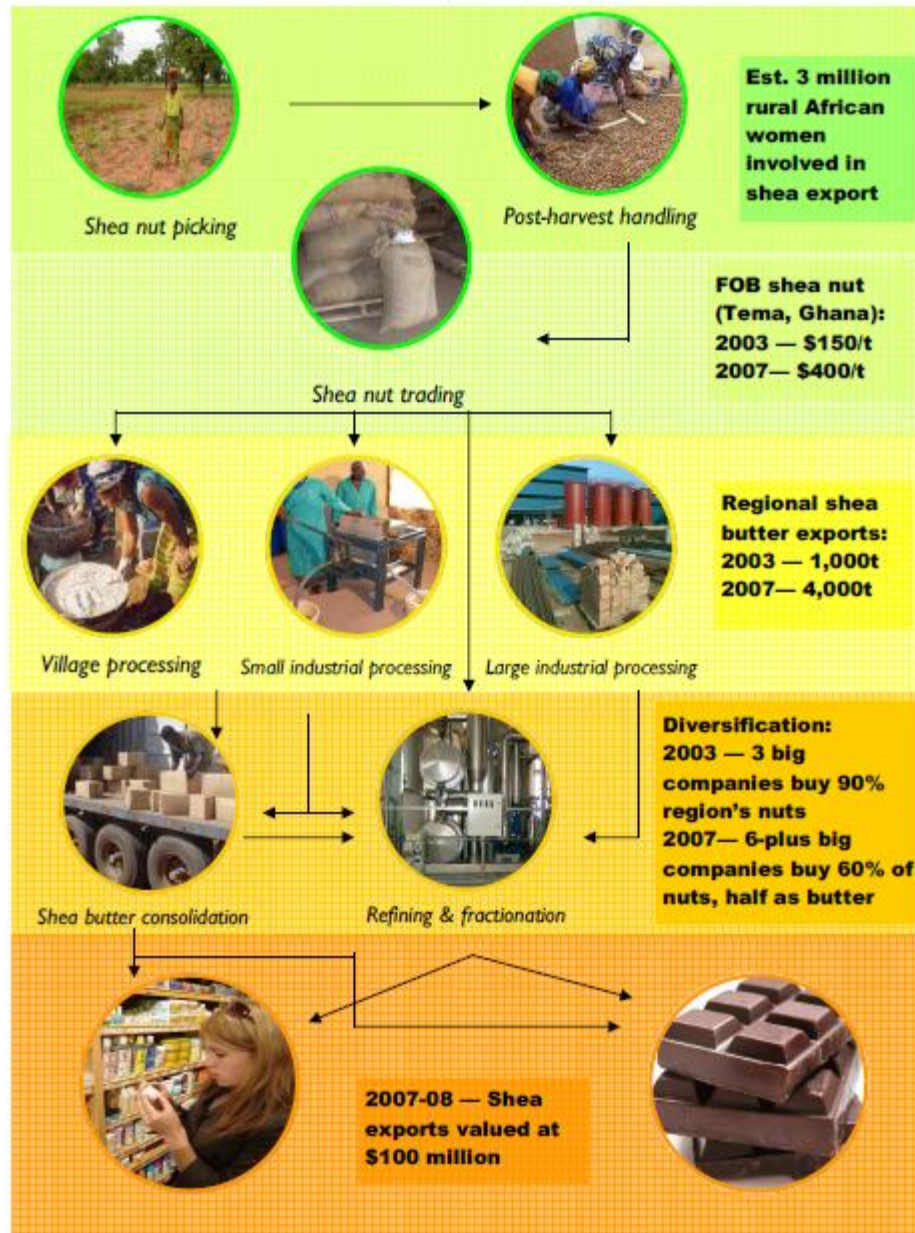 Est. 3 million
rural African
women
involved in
shea export
Shea nut picking
Post-harvest handling
FOB shea nut
(Tema, Ghana):
2003 — $150/t
2007— $400/t
Shea nut trading
Regional shea
butter exports:
2003 — 1,000t
2007— 4,000t
Village processing
Small industrial processing
Large industrial processing
Diversification:
2003 — 3 big
companies buy 90%
region's nuts
2007— 6-plus big
companies buy 60% of
nuts, half as butter
Shea butter consolidation
Refining & fractionation
2007-08 — Shea
exports valued at
$100 million